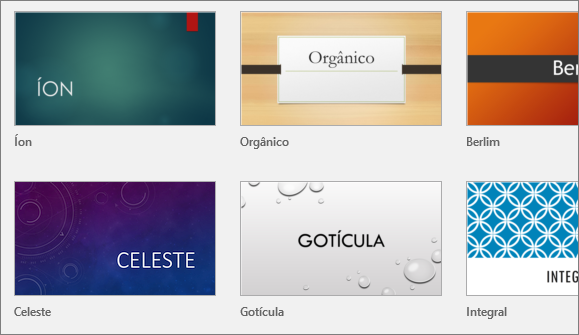 ÍON
Orgânico
Ber
Íon
Orgânico
Berlim
CELESTE
GOTÍCULA
INTEG
Celeste
Gotícula
Integral